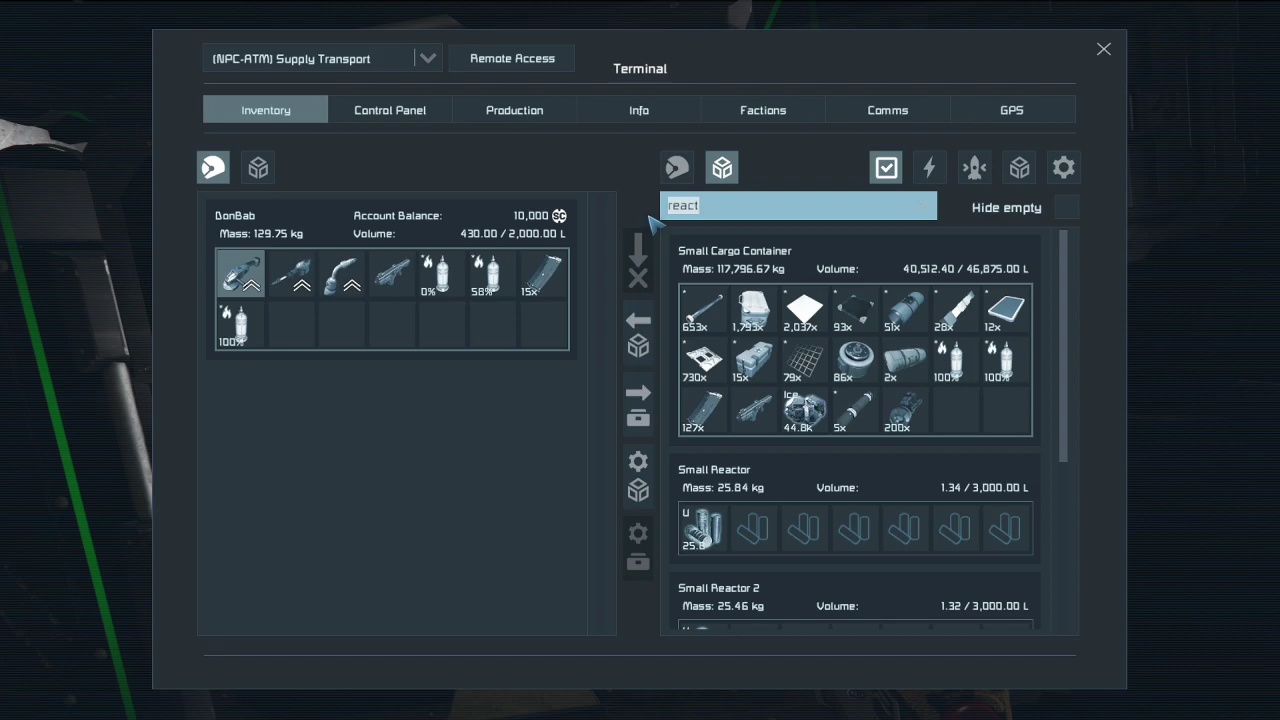 (NPC-ATM) Supply Transport
Remote Access
Terminal
Inventory
Control Panel
Production
Info
Factions
Comms
GPS
react
Hide empty
DonBab
Account Balance:
10,000 SC
Mass: 129.75 kg
Volume:
430.00 / 2,000.00 L
0%
58%
15x
100%
Small Cargo Container
Mass: 117,796.67 kg
Volume:
40,512.40 / 46,875.00 L
653x
1,793x
2,037x
93x
51x
28x
12x
730x
15x
79x
86x
2x
100%
100%
127x
Ice
44.8k
5x
200x
Small Reactor
Mass: 25.84 kg
Volume:
1.34 / 3,000.00 L
U
25.8
Small Reactor 2
Mass: 25.46 kg
Volume:
1.32 / 3,000.00 L